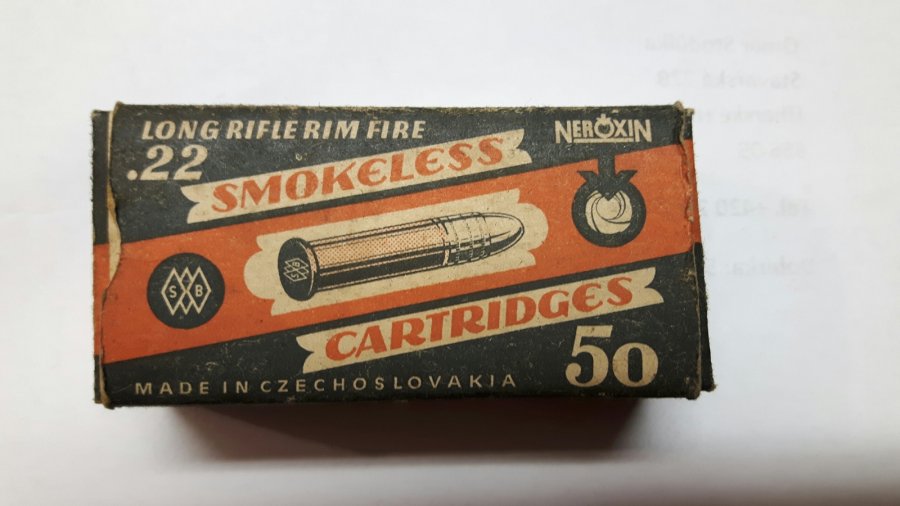 LONG RIFLE RIM FIRE
.22
SMOKELESS
NEROXIN
S B
S B
CARTRIDGES
50
MADE IN CZECHOSLOVAKIA